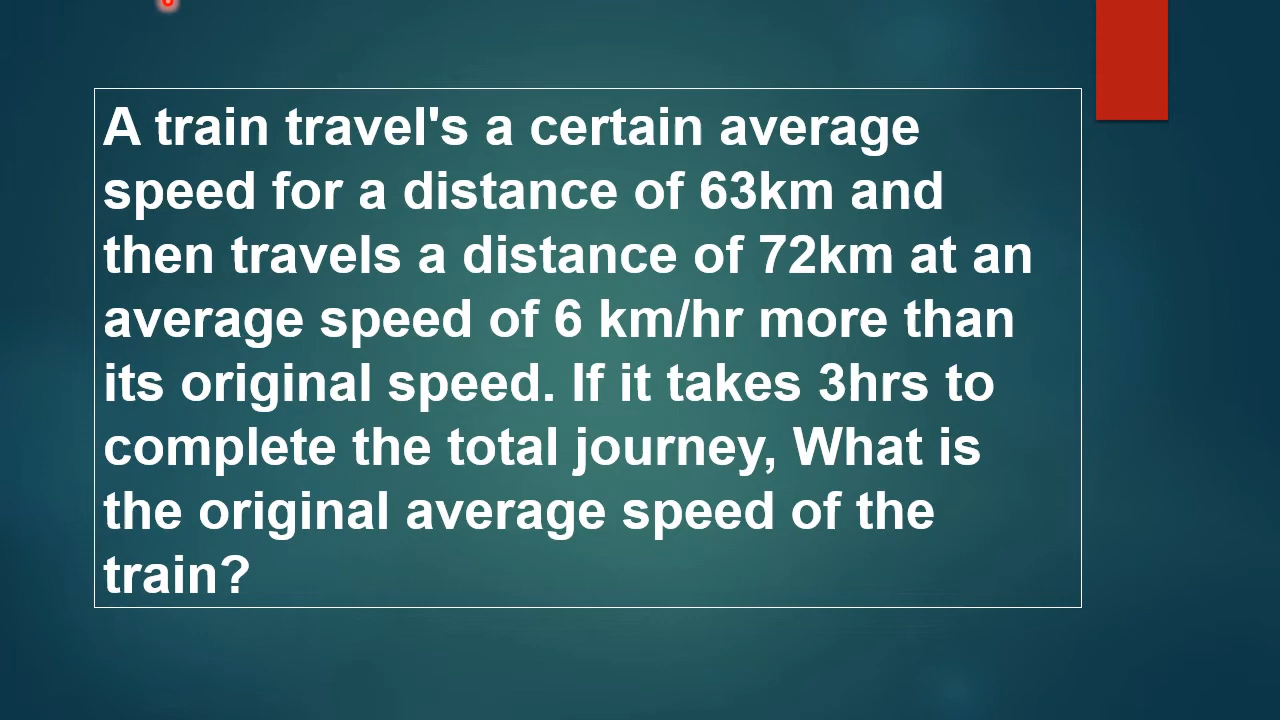 A train travel's a certain average
speed for a distance of 63km and
then travels a distance of 72km at an
average speed of 6 km/hr more than
its original speed. If it takes 3hrs to
complete the total journey, What is
the original average speed of the
train?